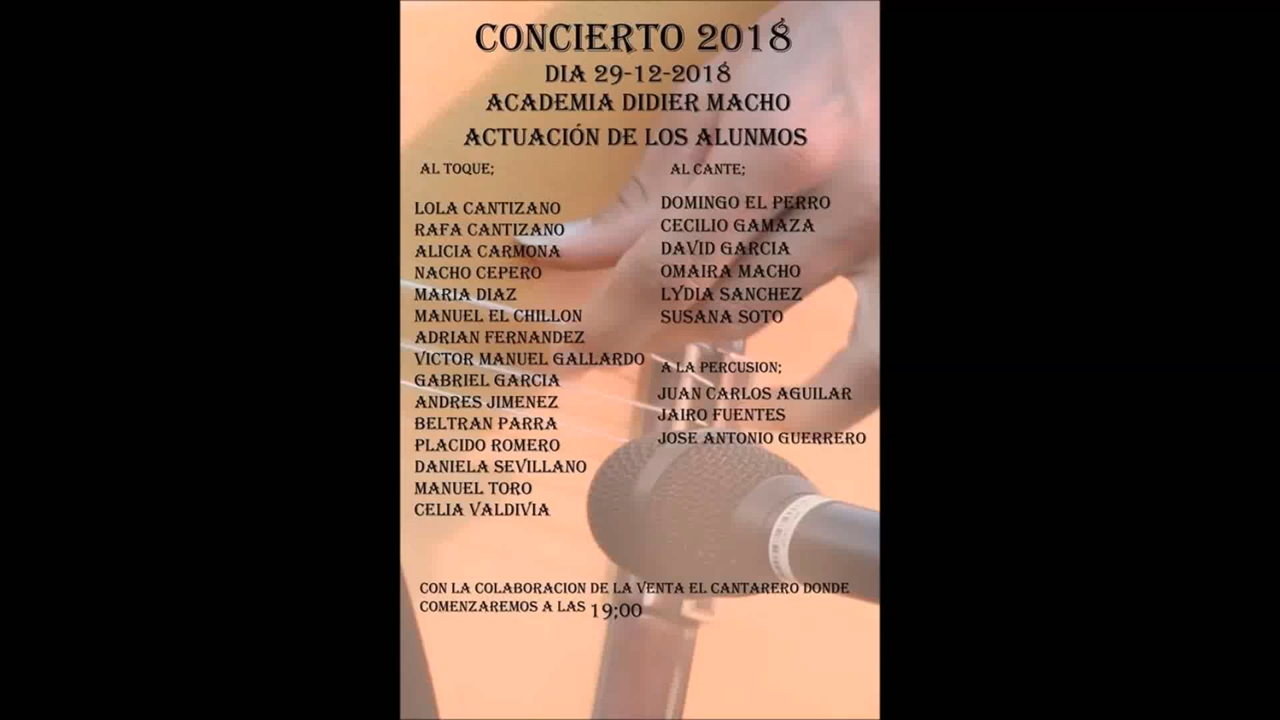 CONCIERTO 2018
DIA 29-12-2018
ACADEMIA DIDIER MACHO
ACTUACIÓN DE LOS ALUNMOS
AL TOQUE;
LOLA CANTIZANO
RAFA CANTIZANO
ALICIA CARMONA
NACHO CEPERO
MARIA DIAZ
MANUEL EL CHILLON
ADRIAN FERNANDEZ
VICTOR MANUEL GALLARDO
GABRIEL GARCIA
ANDRES JIMENEZ
BELTRAN PARRA
PLACIDO ROMERO
DANIELA SEVILLANO
MANUEL TORO
CELIA VALDIVIA
AL CANTE;
DOMINGO EL PERRO
CECILIO GAMAZA
DAVID GARCIA
OMAIRA MACHO
LYDIA SANCHEZ
SUSANA SOTO
A LA PERCUSION;
JUAN CARLOS AGUILAR
JAIRO FUENTES
JOSE ANTONIO GUERRERO
CON LA COLABORACION DE LA VENTA EL CANTARERO DONDE
COMENZAREMOS A LAS 19;00